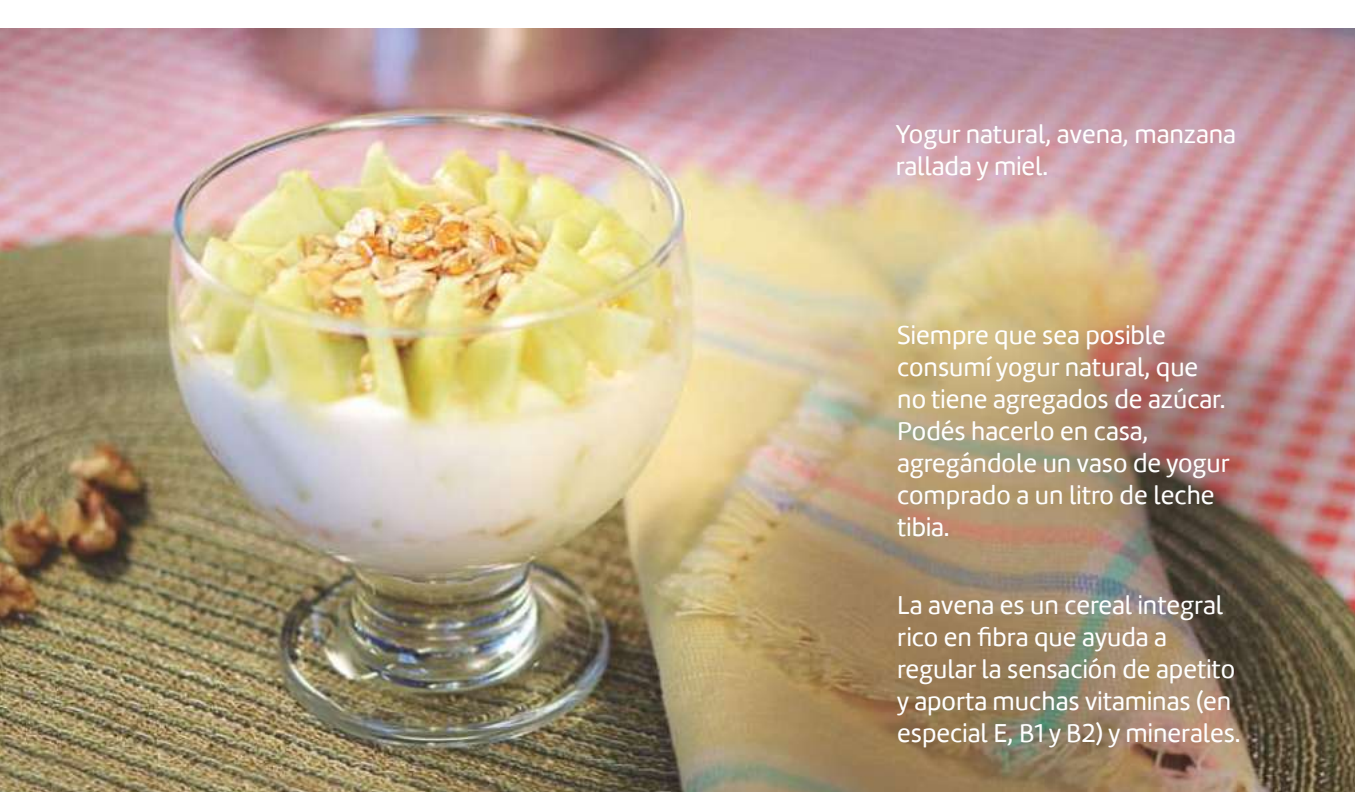 Yogur natural, avena, manzana
rallada y miel.
Siempre que sea posible
consumí yogur natural, que
no tiene agregados de azúcar.
Podés hacerlo en casa,
agregándole un vaso de yogur
comprado a un litro de leche
tibia.
La avena es un cereal integral
rico en fibra que ayuda a
regular la sensación de apetito
y aporta muchas vitaminas (en
especial E, B1 y B2) y minerales.